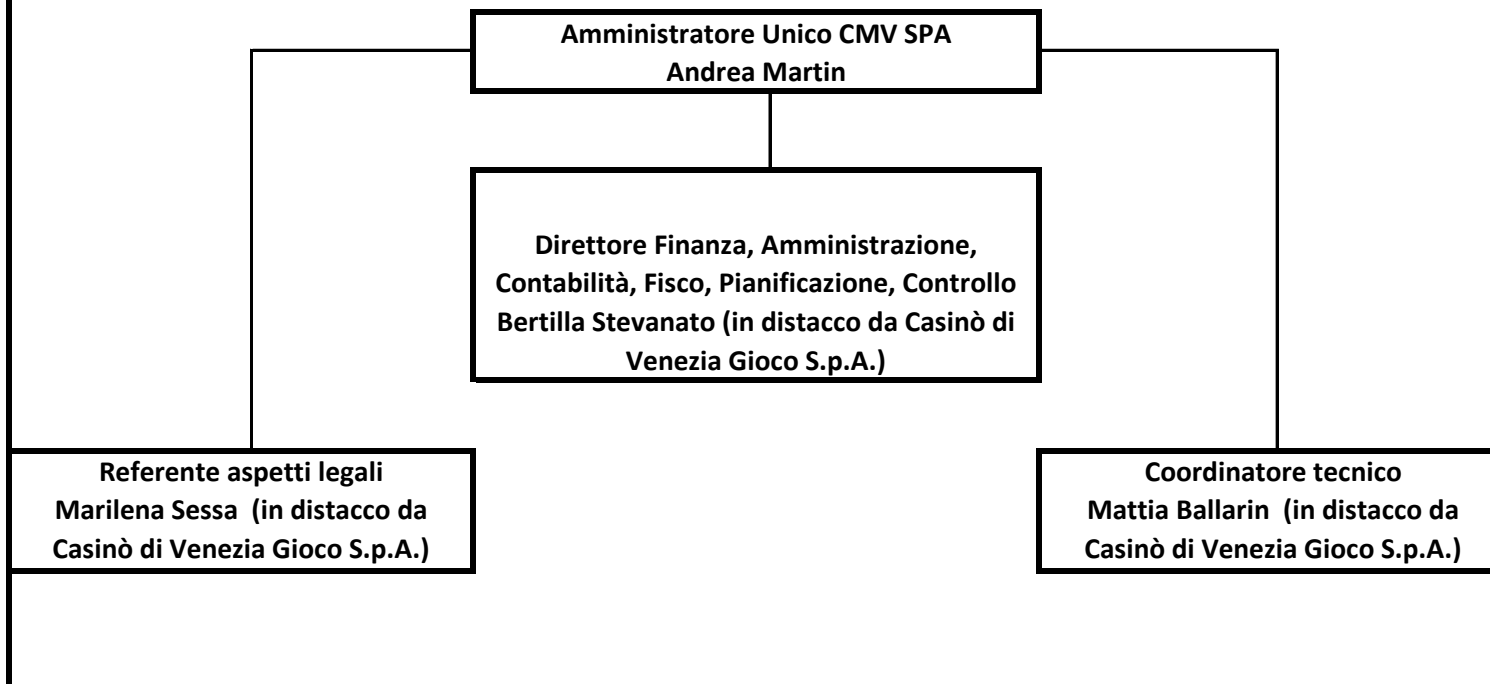 Amministratore Unico CMV SPA
Andrea Martin
Direttore Finanza, Amministrazione,
Contabilità, Fisco, Pianificazione, Controllo
Bertilla Stevanato (in distacco da Casinò di
Venezia Gioco S.p.A.)
Referente aspetti legali
Marilena Sessa  (in distacco da
Casinò di Venezia Gioco S.p.A.)
Coordinatore tecnico
Mattia Ballarin  (in distacco da
Casinò di Venezia Gioco S.p.A.)